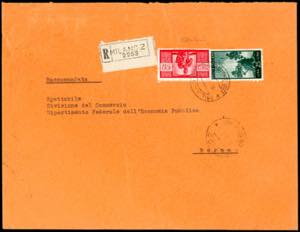 R MILANO 2
Raccomandata
Spettabile
Divisione del Commercio
Dipartimento Federale dell'Economia Pubblica
Berna